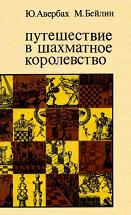 Ю. Авербах М. Бейлин
путешествие
в шахматное
королевство